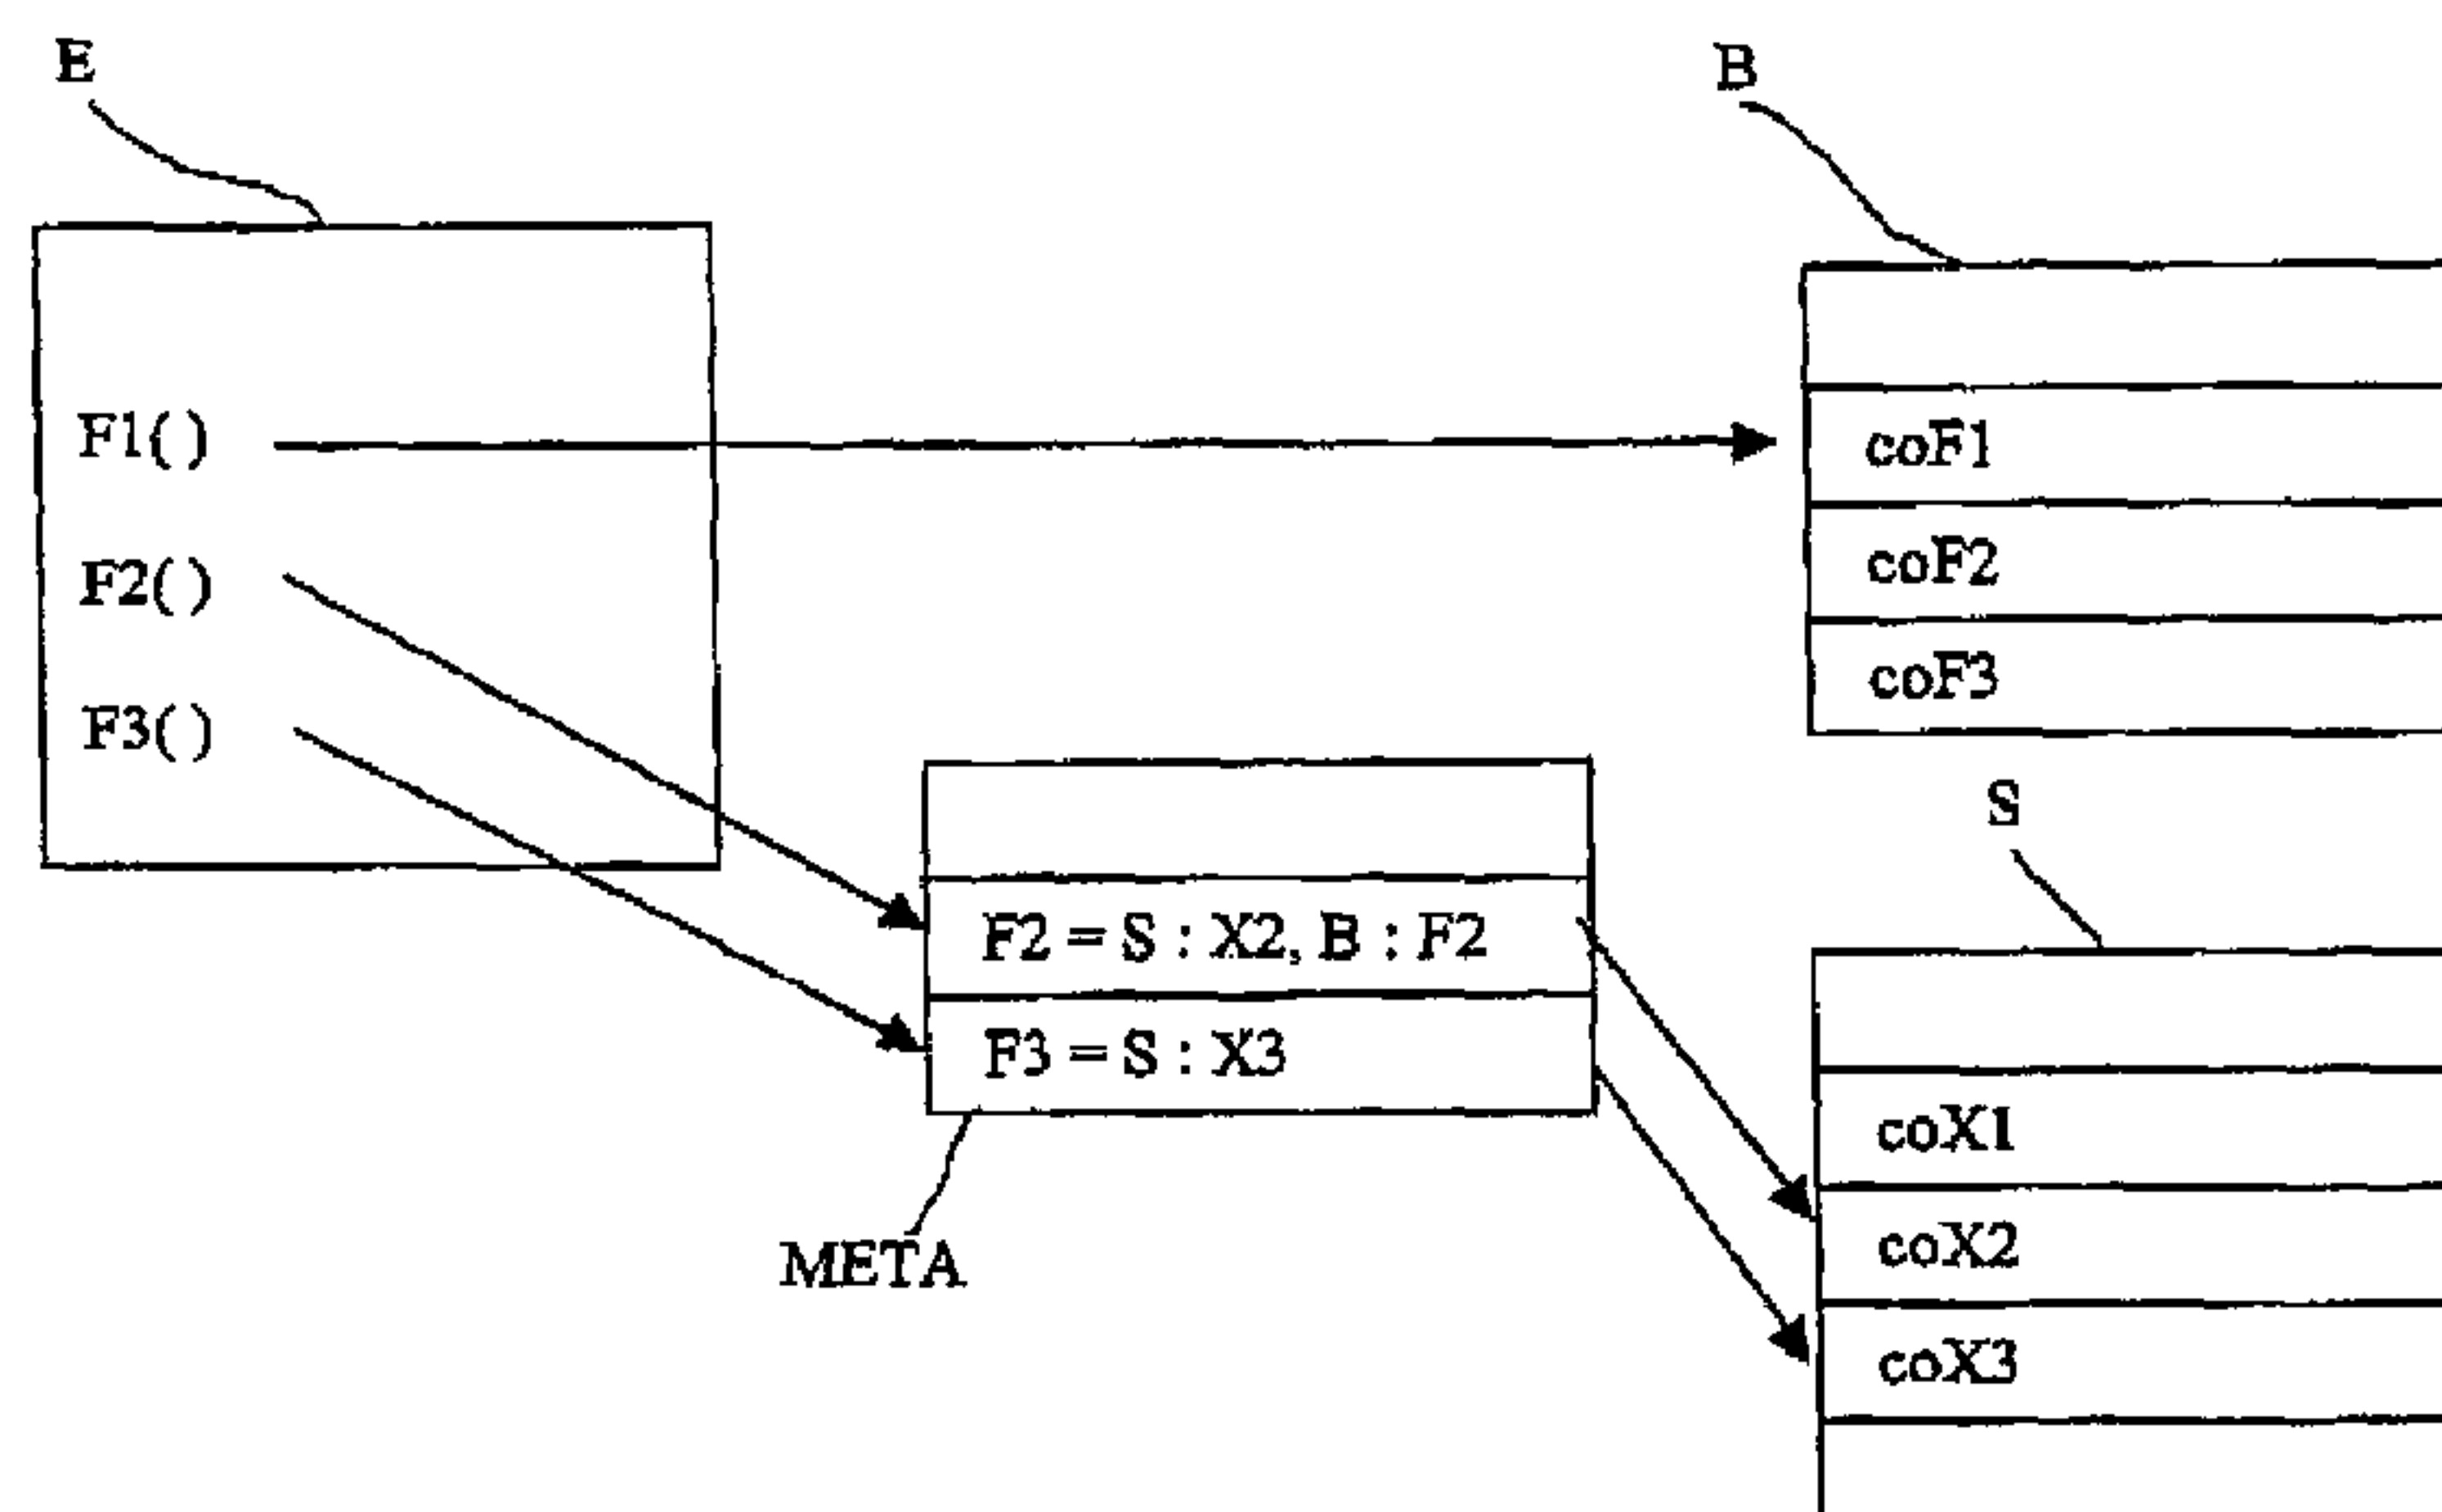 E
B
F1( )
coF1
F2( )
coF2
F3( )
coF3
S
F2 = S : X2, B : F2
F3 = S : X3
coX1
META
coX2
coX3